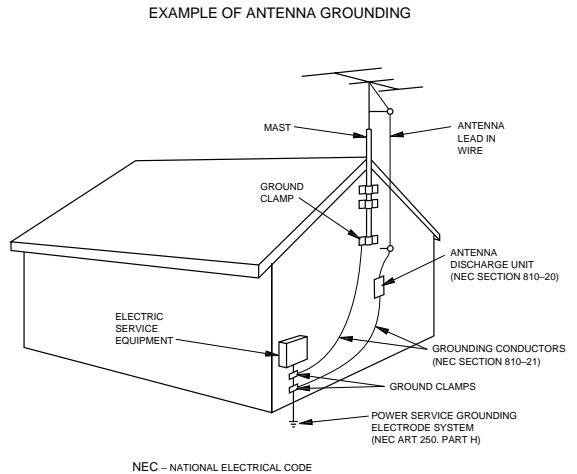 EXAMPLE OF ANTENNA GROUNDING
MAST
ANTENNA
LEAD IN
WIRE
GROUND
CLAMP
ANTENNA
DISCHARGE UNIT
(NEC SECTION 810–20)
ELECTRIC
SERVICE
EQUIPMENT
GROUNDING CONDUCTORS
(NEC SECTION 810–21)
GROUND CLAMPS
POWER SERVICE GROUNDING
ELECTRODE SYSTEM
(NEC ART 250. PART H)
NEC – NATIONAL ELECTRICAL CODE